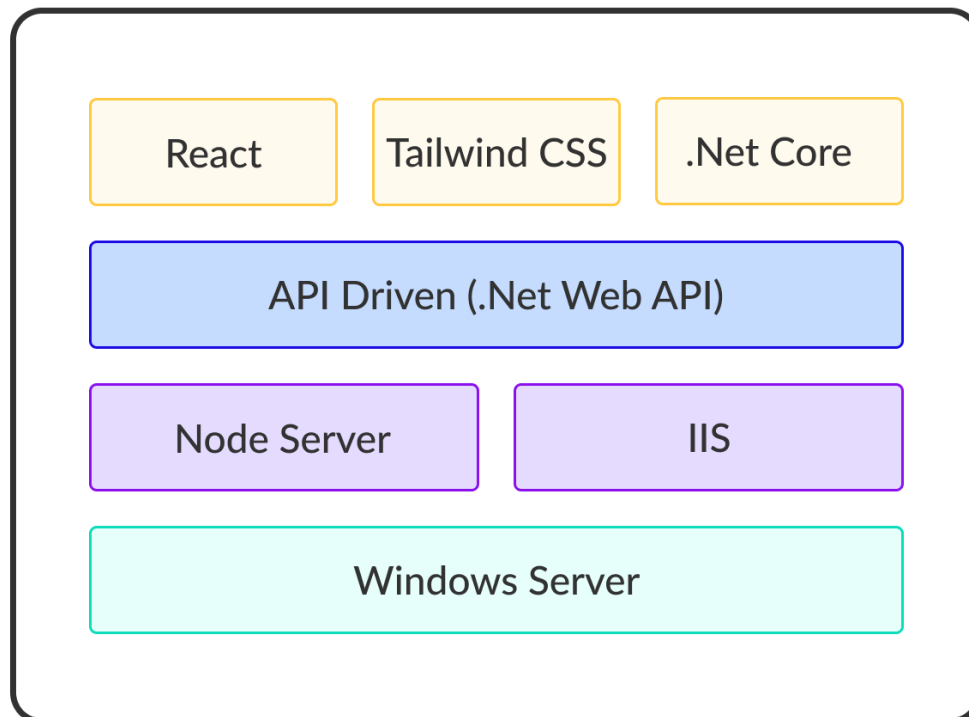 React
Tailwind CSS
.Net Core
API Driven (.Net Web API)
Node Server
IIS
Windows Server